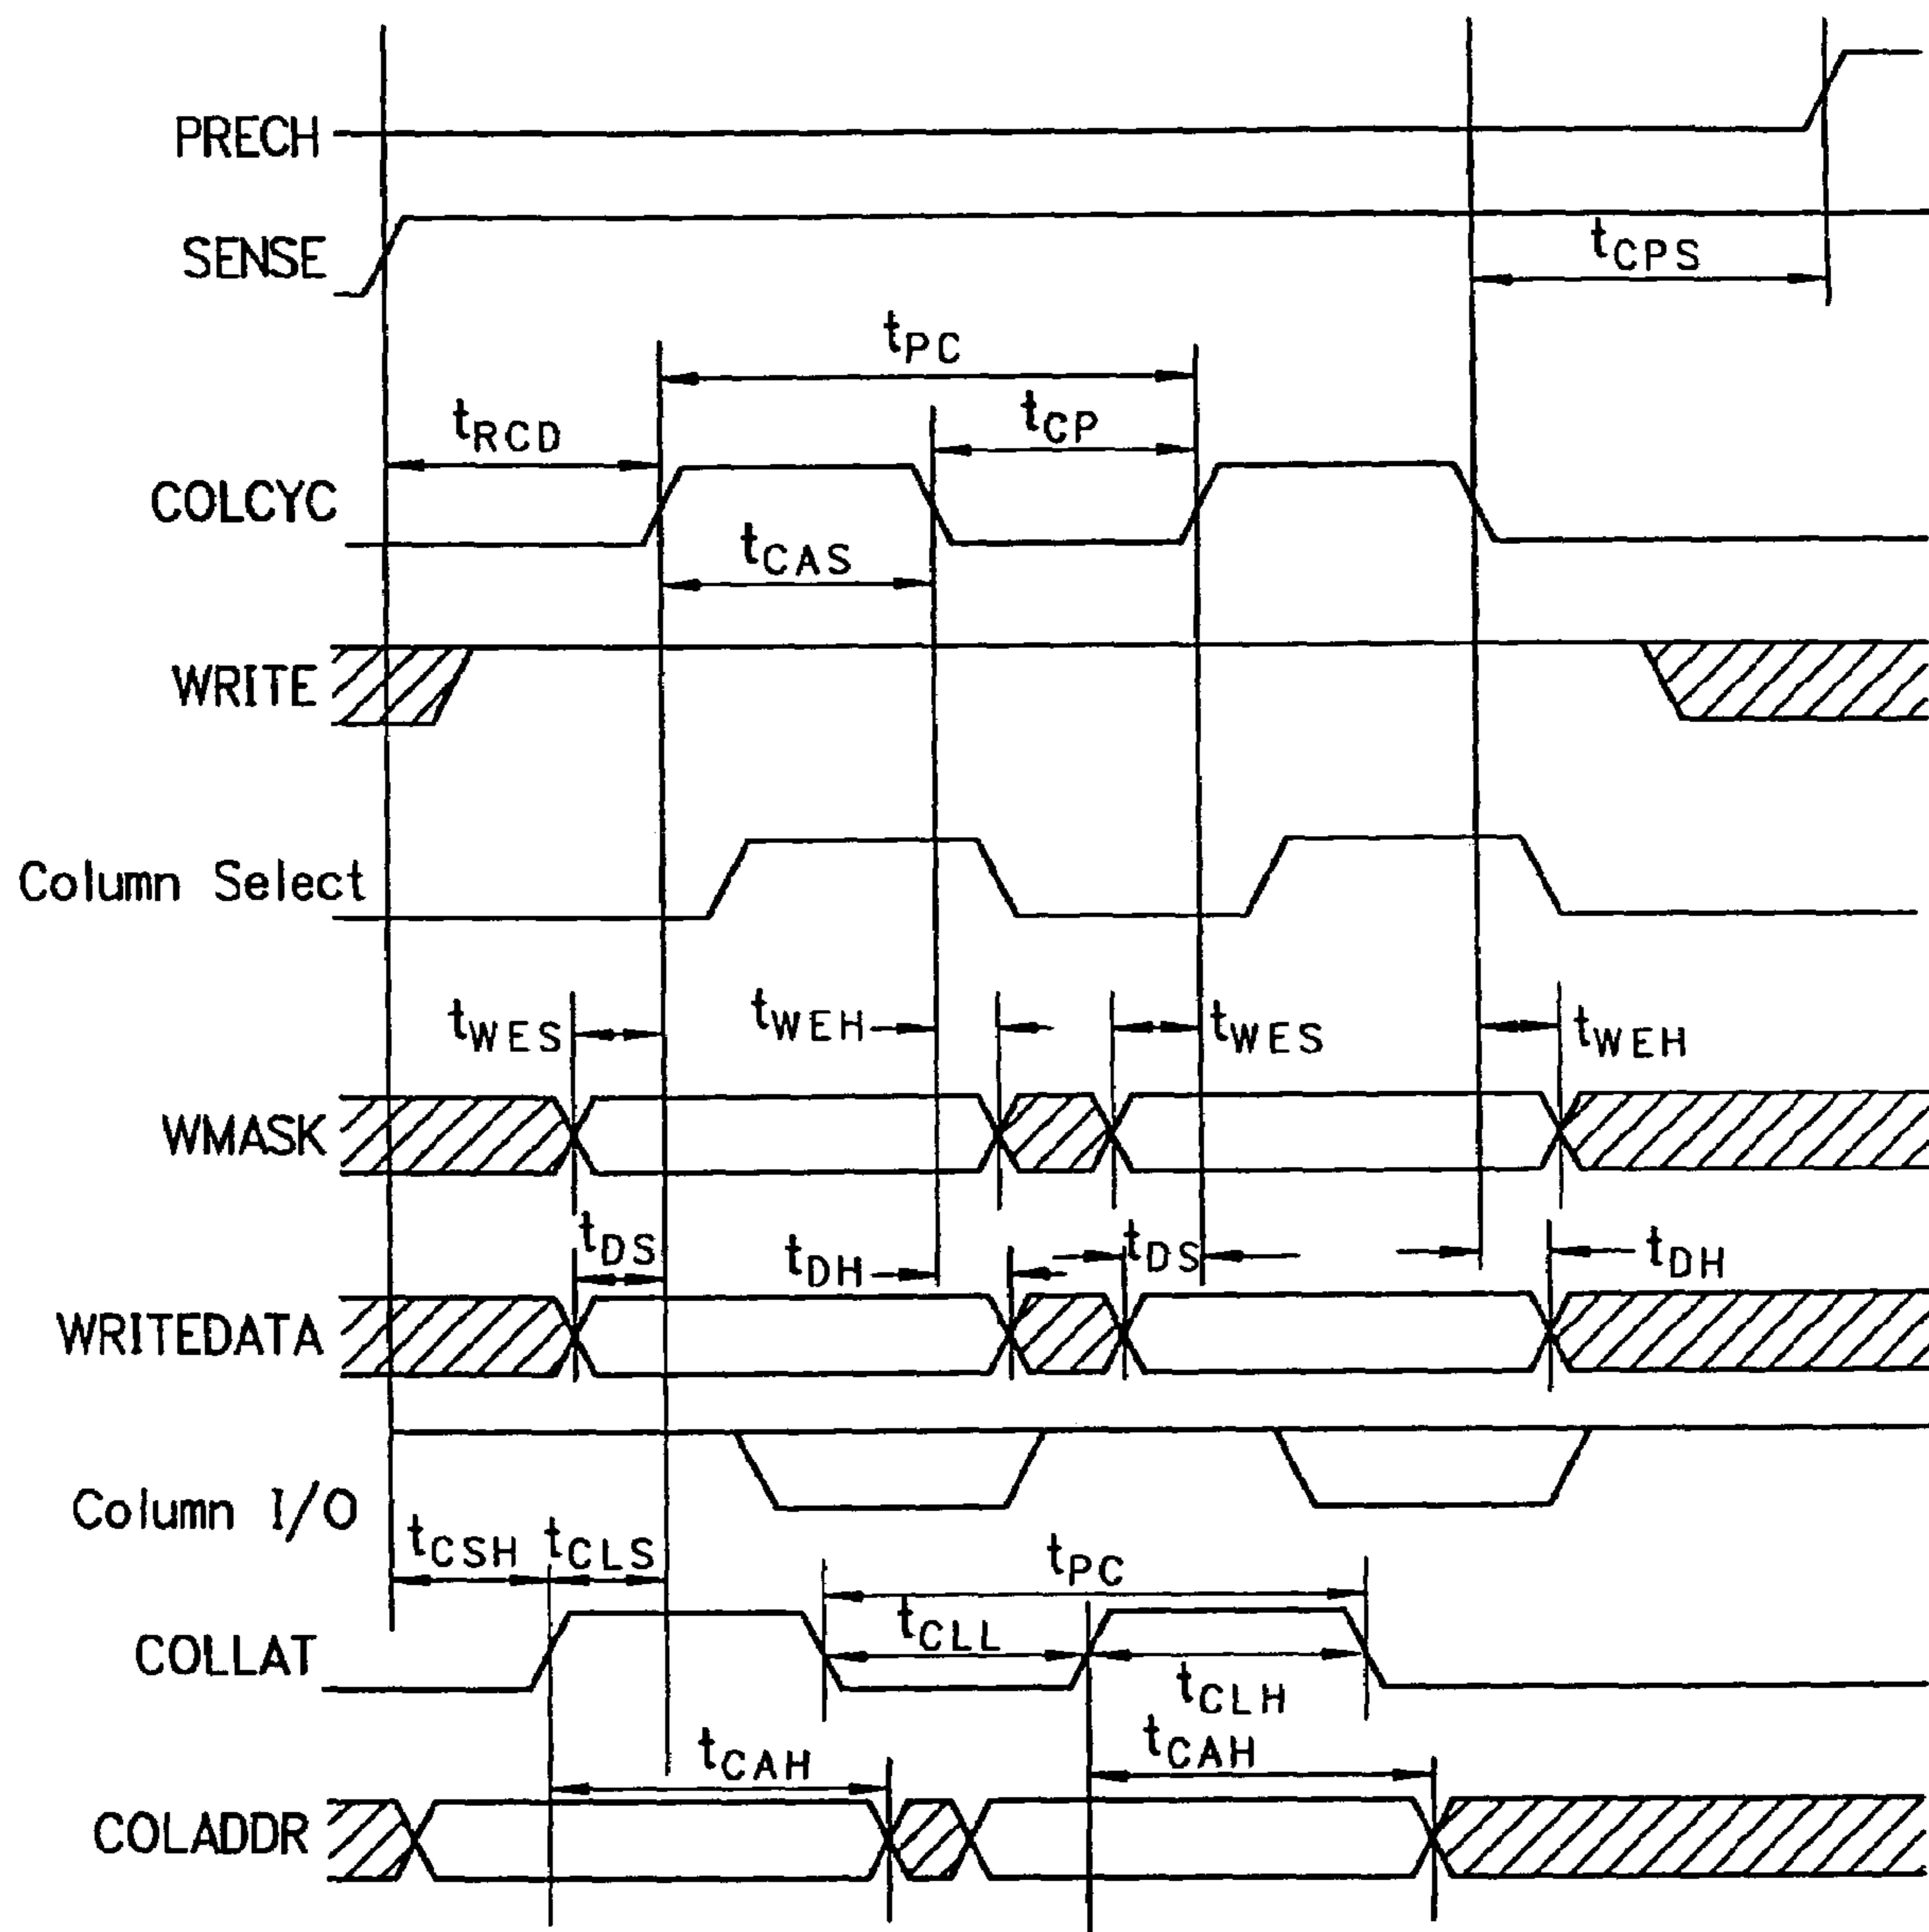 PRECH
SENSE
tCPS
tPC
tRCD
tCP
COLCYC
tCAS
WRITE
Column Select
tWES tWEH tWES tWEH
WMASK
tDS tDH tDS tDH
WRITEDATA
Column I/O
tCSH tCLS tPC
tCLL
COLLAT
tCLH
tCAH tCAH
COLADDR